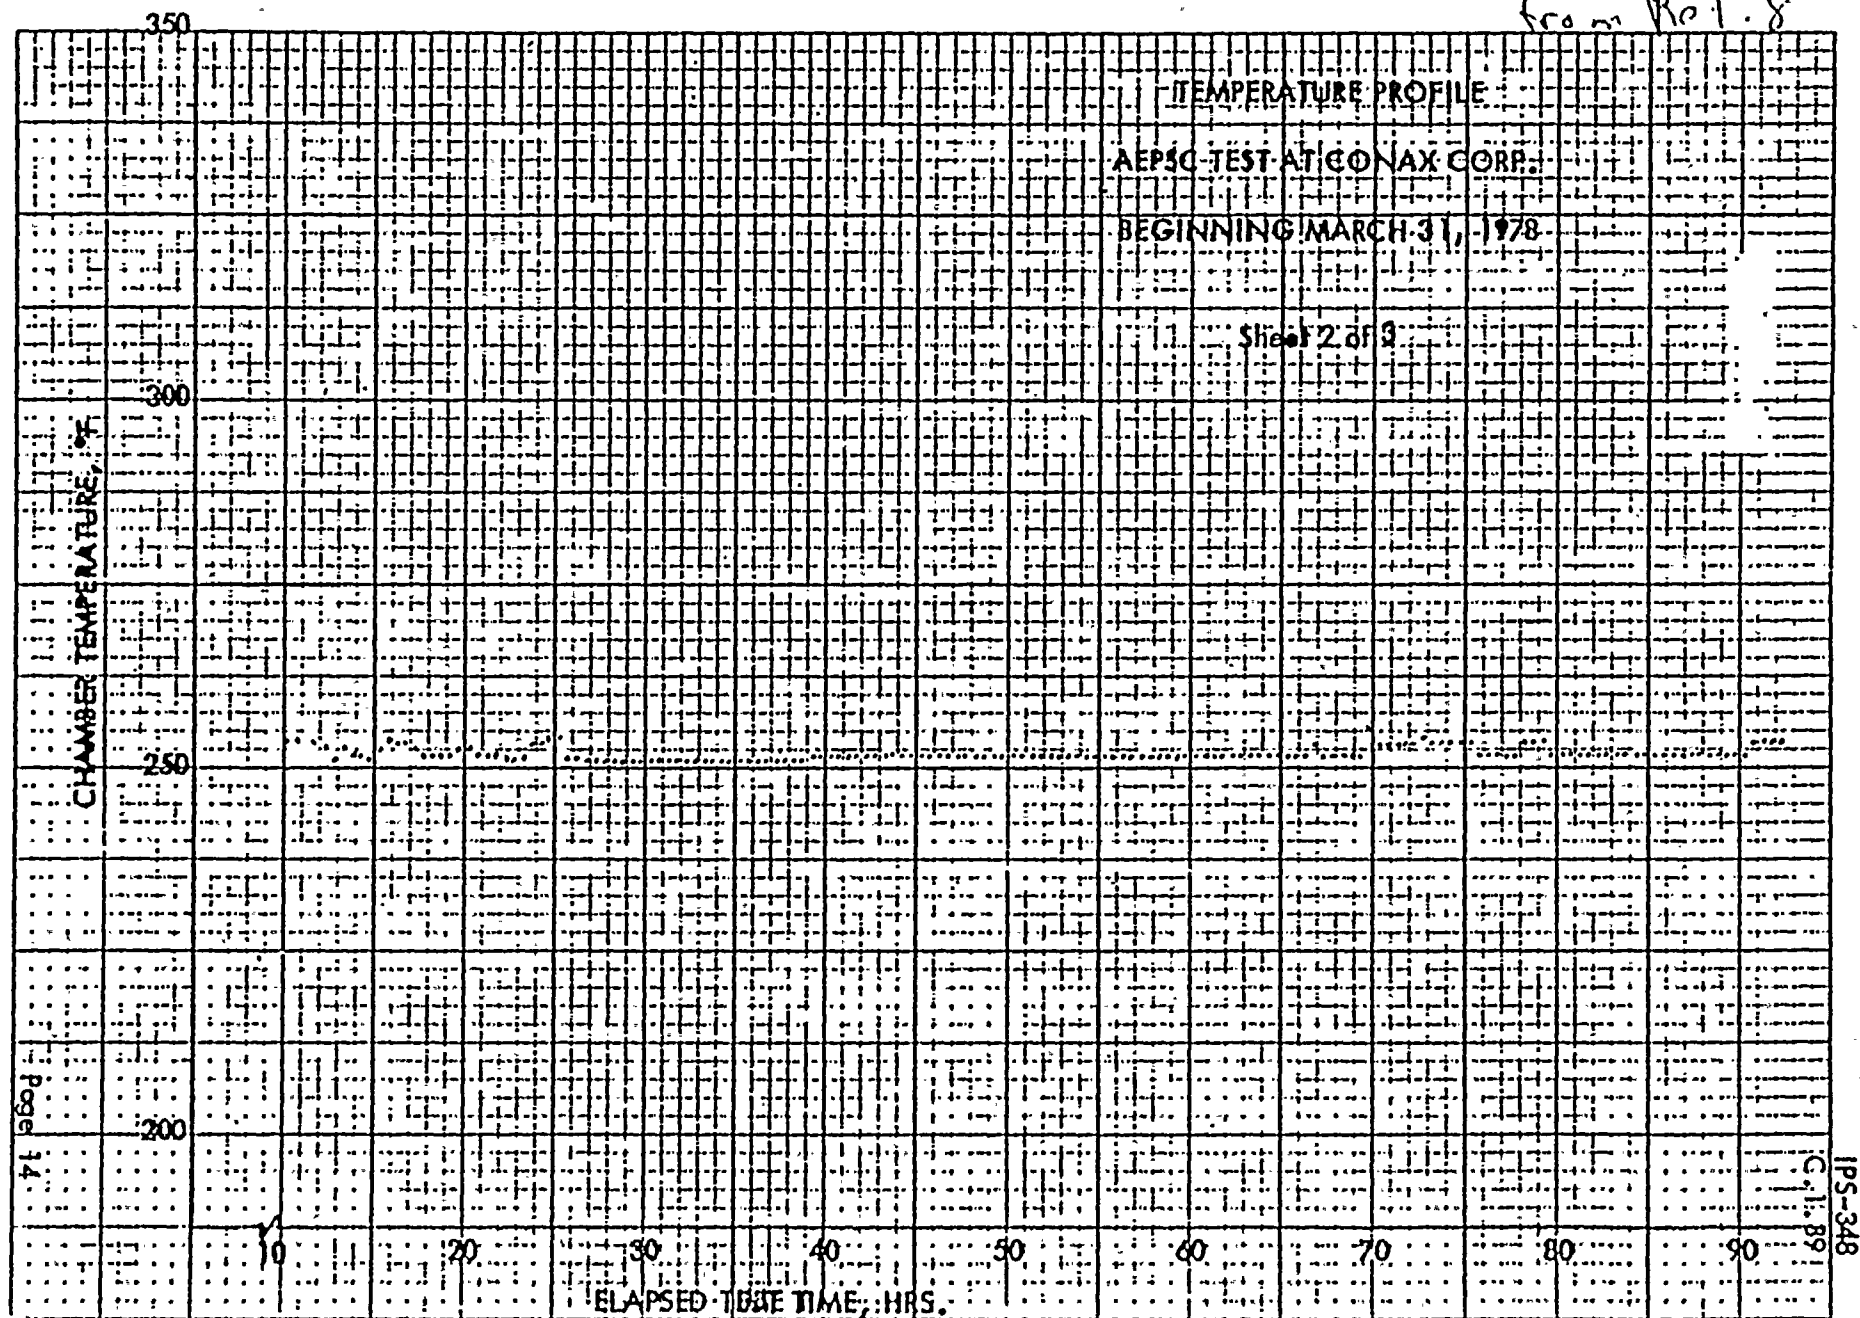 from Ref. 8
350
TEMPERATURE PROFILE
AEPSC TEST AT CONAX CORP.
BEGINNING MARCH 31, 1978
Sheet 2 of 3
300
CHAMBER TEMPERATURE, °F
250
200
10 20 30 40 50 60 70 80 90
ELAPSED TIME, HRS.
Page 14
IPS-348
C.1.891